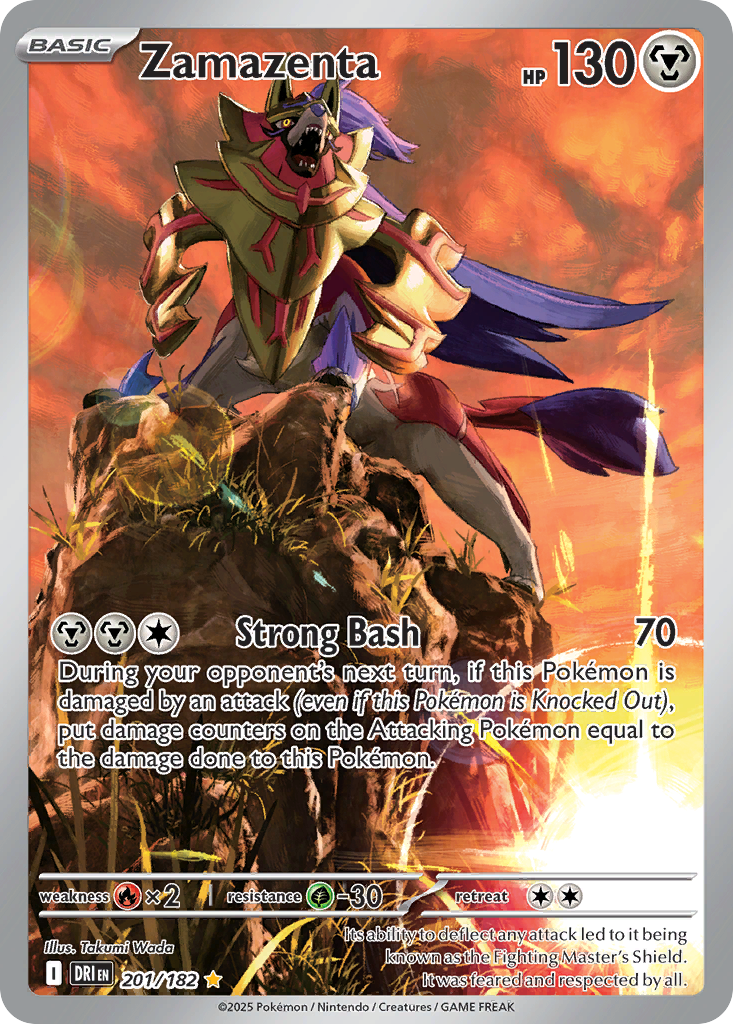 BASIC
Zamazenta
HP 130
Strong Bash 70
During your opponent's next turn, if this Pokémon is
damaged by an attack (even if this Pokémon is Knocked Out),
put damage counters on the Attacking Pokémon equal to
the damage done to this Pokémon.
weakness ×2 resistance -30 retreat
Its ability to deflect any attack led to it being
known as the Fighting Master's Shield.
It was feared and respected by all.
Illus. Takumi Wada
I DRI EN 201/182
©2025 Pokémon / Nintendo / Creatures / GAME FREAK